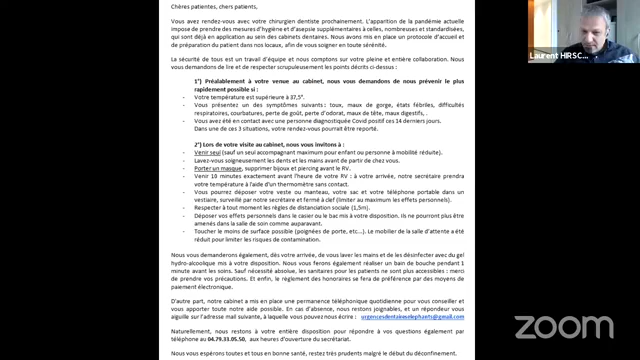 Chères patientes, chers patients,
Vous avez rendez-vous avec votre chirurgien dentiste prochainement. L'apparition de la pandémie actuelle
impose de prendre des mesures d'hygiène et d'asepsie supplémentaires à celles, nombreuses et standardisées,
qui sont déjà en application au sein des cabinets dentaires. Nous avons mis en place un protocole d'accueil et
de préparation du patient dans nos locaux, afin de vous soigner en toute sérénité.
La sécurité de tous est un travail d'équipe et nous comptons sur votre pleine et entière collaboration. Nous
vous demandons de lire et de respecter scrupuleusement les points décrits ci-dessus :
1°) Préalablement à votre venue au cabinet, nous vous demandons de nous prévenir le plus
rapidement possible si :
- Votre température est supérieure à 37,5°.
- Vous présentez un des symptômes suivants : toux, maux de gorge, états fébriles, difficultés
respiratoires, courbatures, perte de goût, perte d'odorat, maux de tête, maux digestifs, .
- Vous avez été en contact avec une personne diagnostiquée Covid positif ces 14 derniers jours.
Dans une de ces 3 situations, votre rendez-vous pourrait être reporté.
2°) Lors de votre visite au cabinet, nous vous invitons à :
- Venir seul (sauf un seul accompagnant maximum pour enfant ou personne à mobilité réduite).
- Lavez-vous soigneusement les dents et les mains avant de partir de chez vous.
- Porter un masque, supprimer bijoux et piercing avant le RV.
- Venir 10 minutes exactement avant l'heure de votre RV : à votre arrivée, notre secrétaire prendra
votre température à l'aide d'un thermomètre sans contact.
- Vous pourrez déposer votre veste ou manteau, votre sac et votre téléphone portable dans un
vestiaire, surveillé par notre secrétaire et fermé à clef (limiter au maximum les effets personnels).
- Respecter à tout moment les règles de distanciation sociale (1,5m).
- Déposer vos effets personnels dans le casier ou le bac mis à votre disposition. Ils ne pourront plus être
amenés dans la salle de soin comme auparavant.
- Toucher le moins de surface possible (poignées de porte, etc...). Le mobilier de la salle d'attente a été
réduit pour limiter les risques de contamination.
Nous vous demanderons également, dès votre arrivée, de vous laver les mains et de les désinfecter avec du gel
hydro-alcoolique mis à votre disposition. Nous vous ferons également réaliser un bain de bouche pendant 1
minute avant les soins. Sauf nécessité absolue, les sanitaires pour les patients ne sont plus accessibles : merci
de prendre vos précautions. Et enfin, le règlement des honoraires se fera de préférence par des moyens de
paiement électronique.
D'autre part, notre cabinet a mis en place une permanence téléphonique quotidienne pour vous conseiller et
vous apporter toute notre aide possible. En cas d'absence, nous restons joignables, et un répondeur vous
aiguille sur l'adresse mail suivante, à laquelle vous pouvez nous écrire : urgencesdentaireselephants@gmail.com
Naturellement, nous restons à votre entière disposition pour répondre à vos questions également par
téléphone au 04.79.33.05.50, aux heures d'ouverture du secrétariat.
Nous vous espérons toutes et tous en bonne santé, restez très prudents malgré le début du déconfinement.
Laurent HIRSC...
zoom